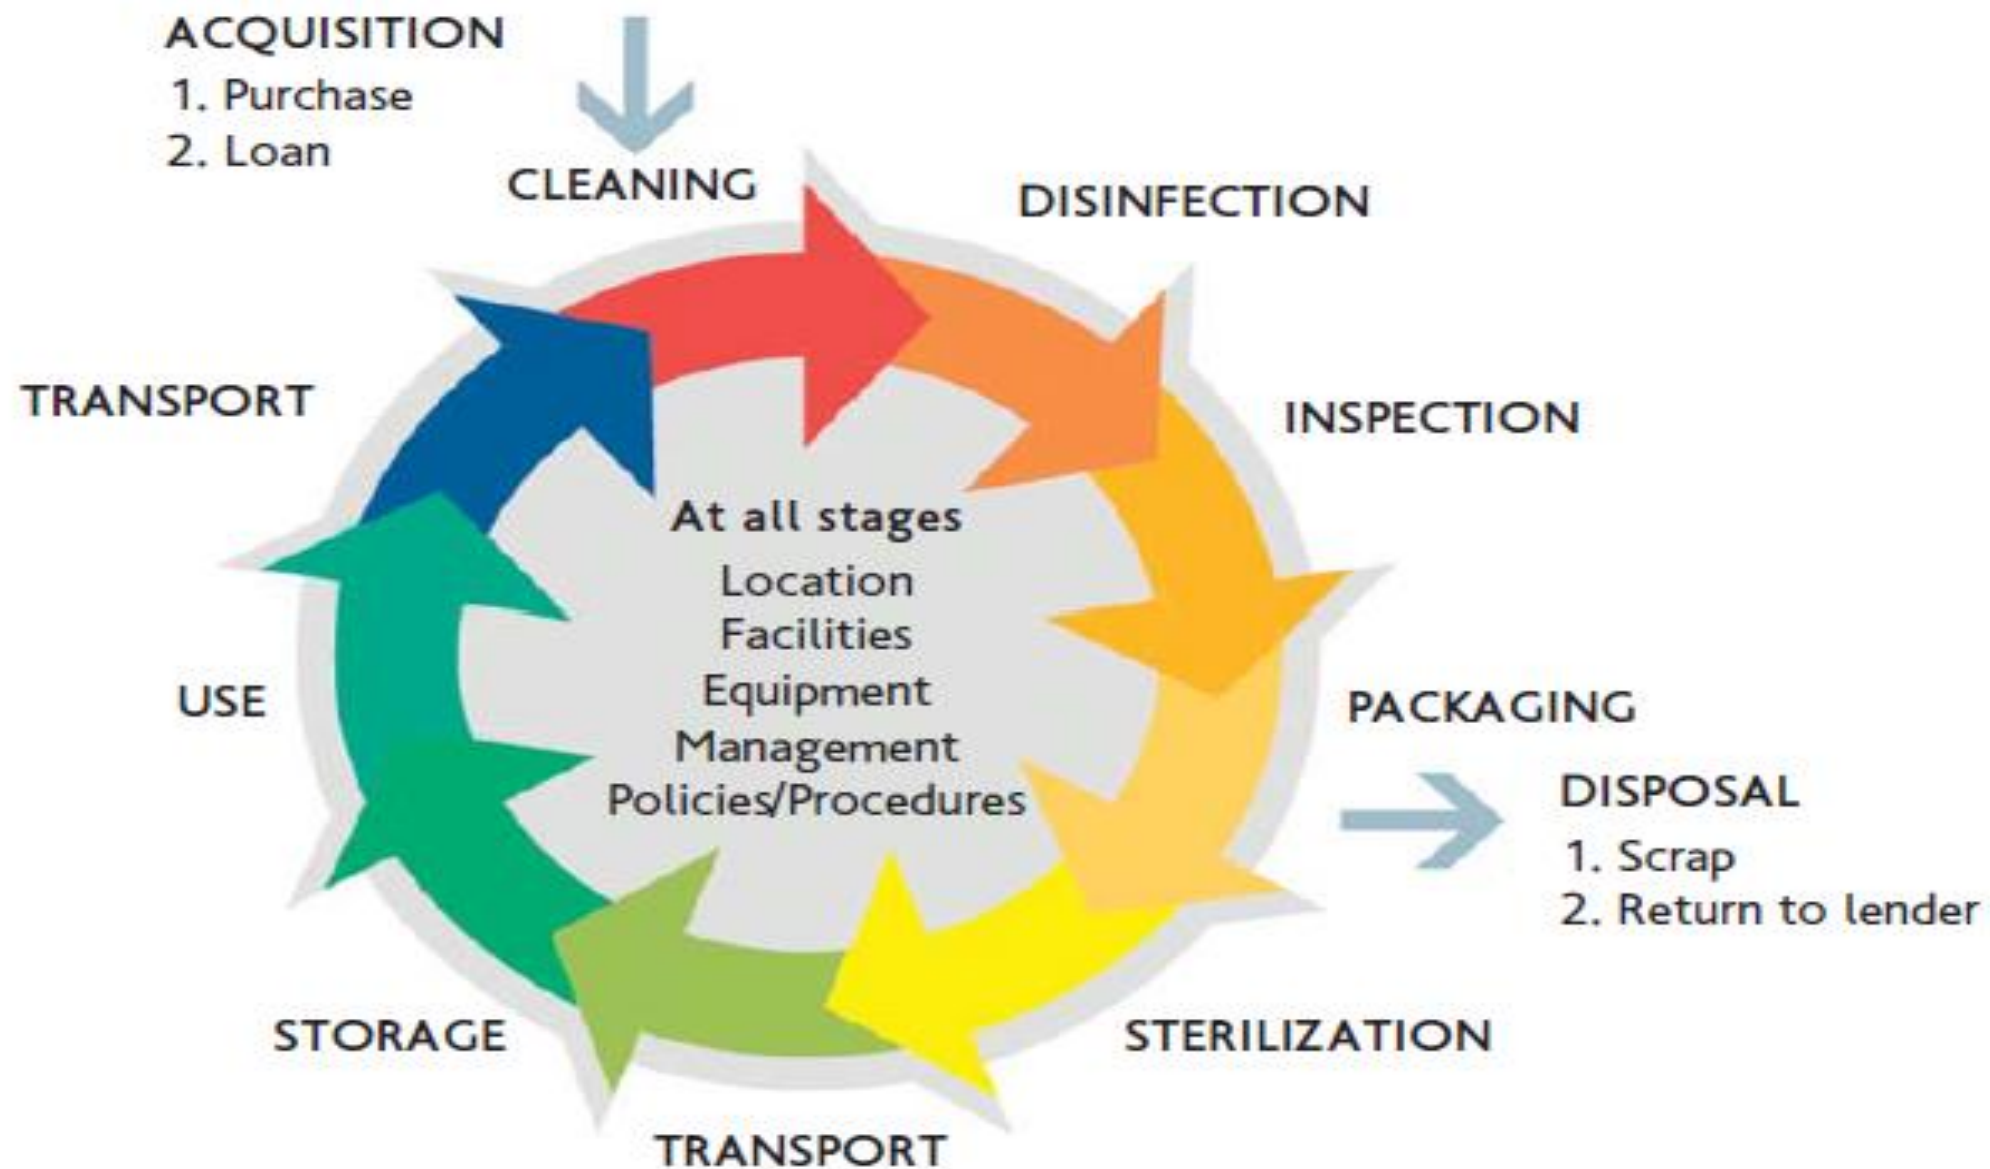 ACQUISITION
1. Purchase
2. Loan
CLEANING
DISINFECTION
INSPECTION
PACKAGING
DISPOSAL
1. Scrap
2. Return to lender
STERILIZATION
TRANSPORT
STORAGE
USE
TRANSPORT
At all stages
Location
Facilities
Equipment
Management
Policies/Procedures